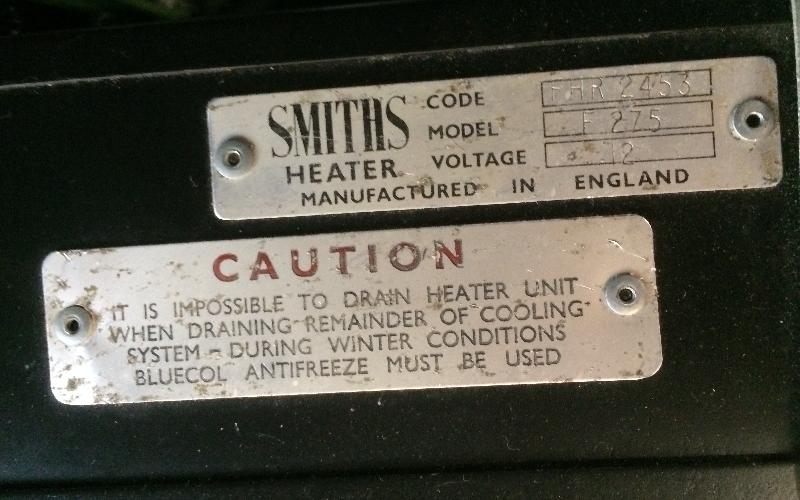 SMITHS
HEATER
CODE FHR 2453
MODEL F 275
VOLTAGE 12
MANUFACTURED IN ENGLAND
CAUTION
IT IS IMPOSSIBLE TO DRAIN HEATER UNIT
WHEN DRAINING REMAINDER OF COOLING
SYSTEM - DURING WINTER CONDITIONS
BLUECOL ANTIFREEZE MUST BE USED